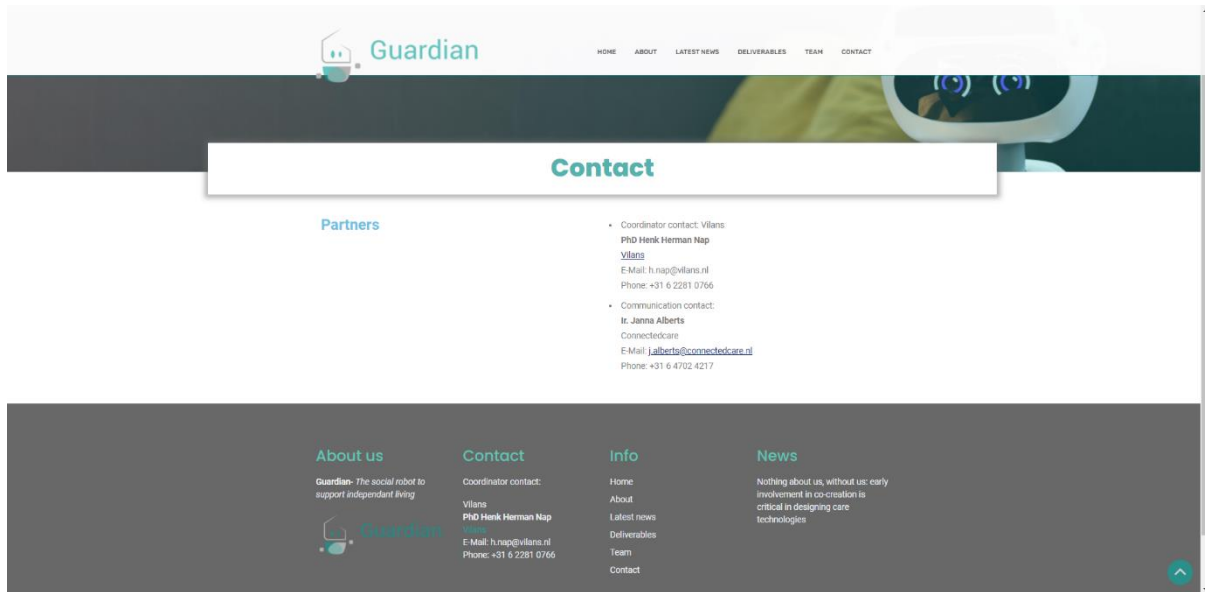 Guardian
HOME ABOUT LATEST NEWS DELIVERABLES TEAM CONTACT
Contact
Partners
• Coordinator contact: Vilans
PhD Henk Herman Nap
Vilans
E-Mail: h.nap@vilans.nl
Phone: +31 6 2281 0766
• Communication contact:
Ir. Janna Alberts
Connectedcare
E-Mail: j.alberts@connectedcare.nl
Phone: +31 6 4702 4217
About us
Guardian- The social robot to
support independant living
Guardian
Contact
Coordinator contact:
Vilans
PhD Henk Herman Nap
Vilans
E-Mail: h.nap@vilans.nl
Phone: +31 6 2281 0766
Info
Home
About
Latest news
Deliverables
Team
Contact
News
Nothing about us, without us: early
involvement in co-creation is
critical in designing care
technologies